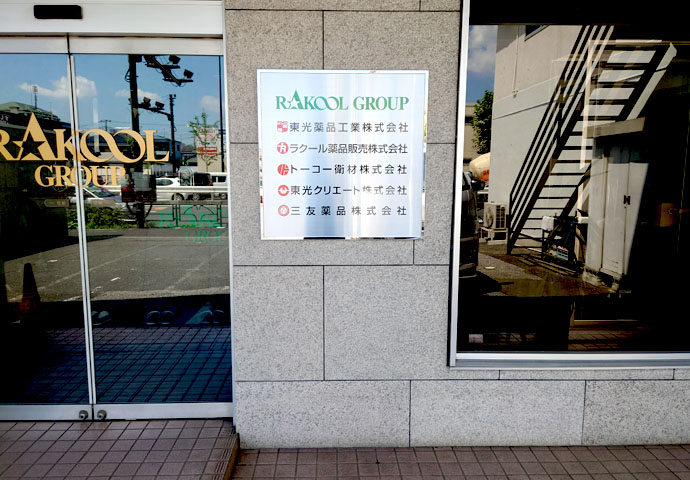 RAKOOL
GROUP
RAKOOL GROUP
東光薬品工業株式会社
ラクール薬品販売株式会社
トーコー衛材株式会社
東光クリエート株式会社
三友薬品株式会社